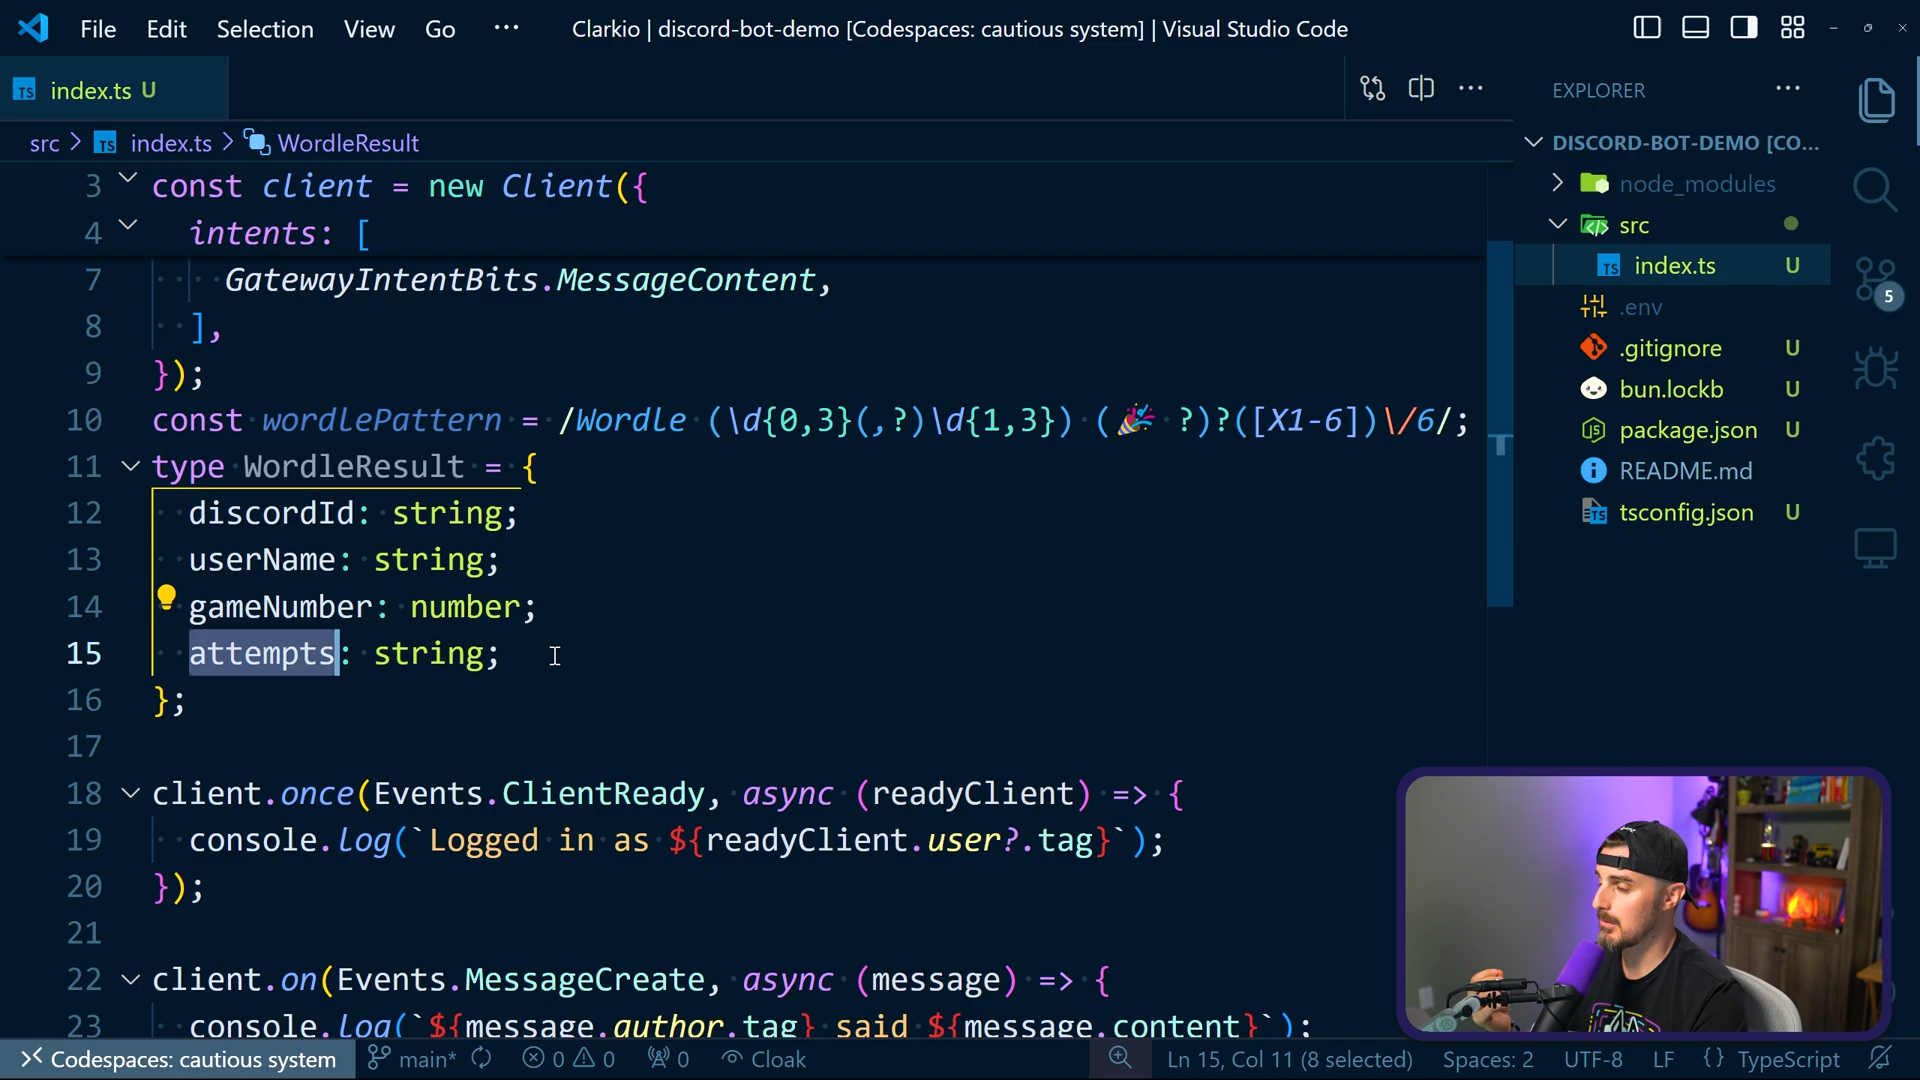 File Edit Selection View Go ··· Clarkio | discord-bot-demo [Codespaces: cautious system] | Visual Studio Code
TS index.ts U
src > TS index.ts > WordleResult
3 const client = new Client({
4 intents: [
7 GatewayIntentBits.MessageContent,
8 ],
9 });
10 const wordlePattern = /Wordle (\d{0,3}(,?)\d{1,3}) (🎉 ?)?([X1-6])\/6/;
11 type WordleResult = {
12 discordId: string;
13 userName: string;
14 gameNumber: number;
15 attempts: string;
16 };
17
18 client.once(Events.ClientReady, async (readyClient) => {
19 console.log(`Logged in as ${readyClient.user?.tag}`);
20 });
21
22 client.on(Events.MessageCreate, async (message) => {
23 console.log(`${message.author.tag} said ${message.content}`);
EXPLORER ···
DISCORD-BOT-DEMO [CO...
node_modules
src
TS index.ts U
.env
.gitignore U
bun.lockb U
package.json U
README.md
tsconfig.json U
5
Codespaces: cautious system main* 0 0 0 Cloak Ln 15, Col 11 (8 selected) Spaces: 2 UTF-8 LF {} TypeScript